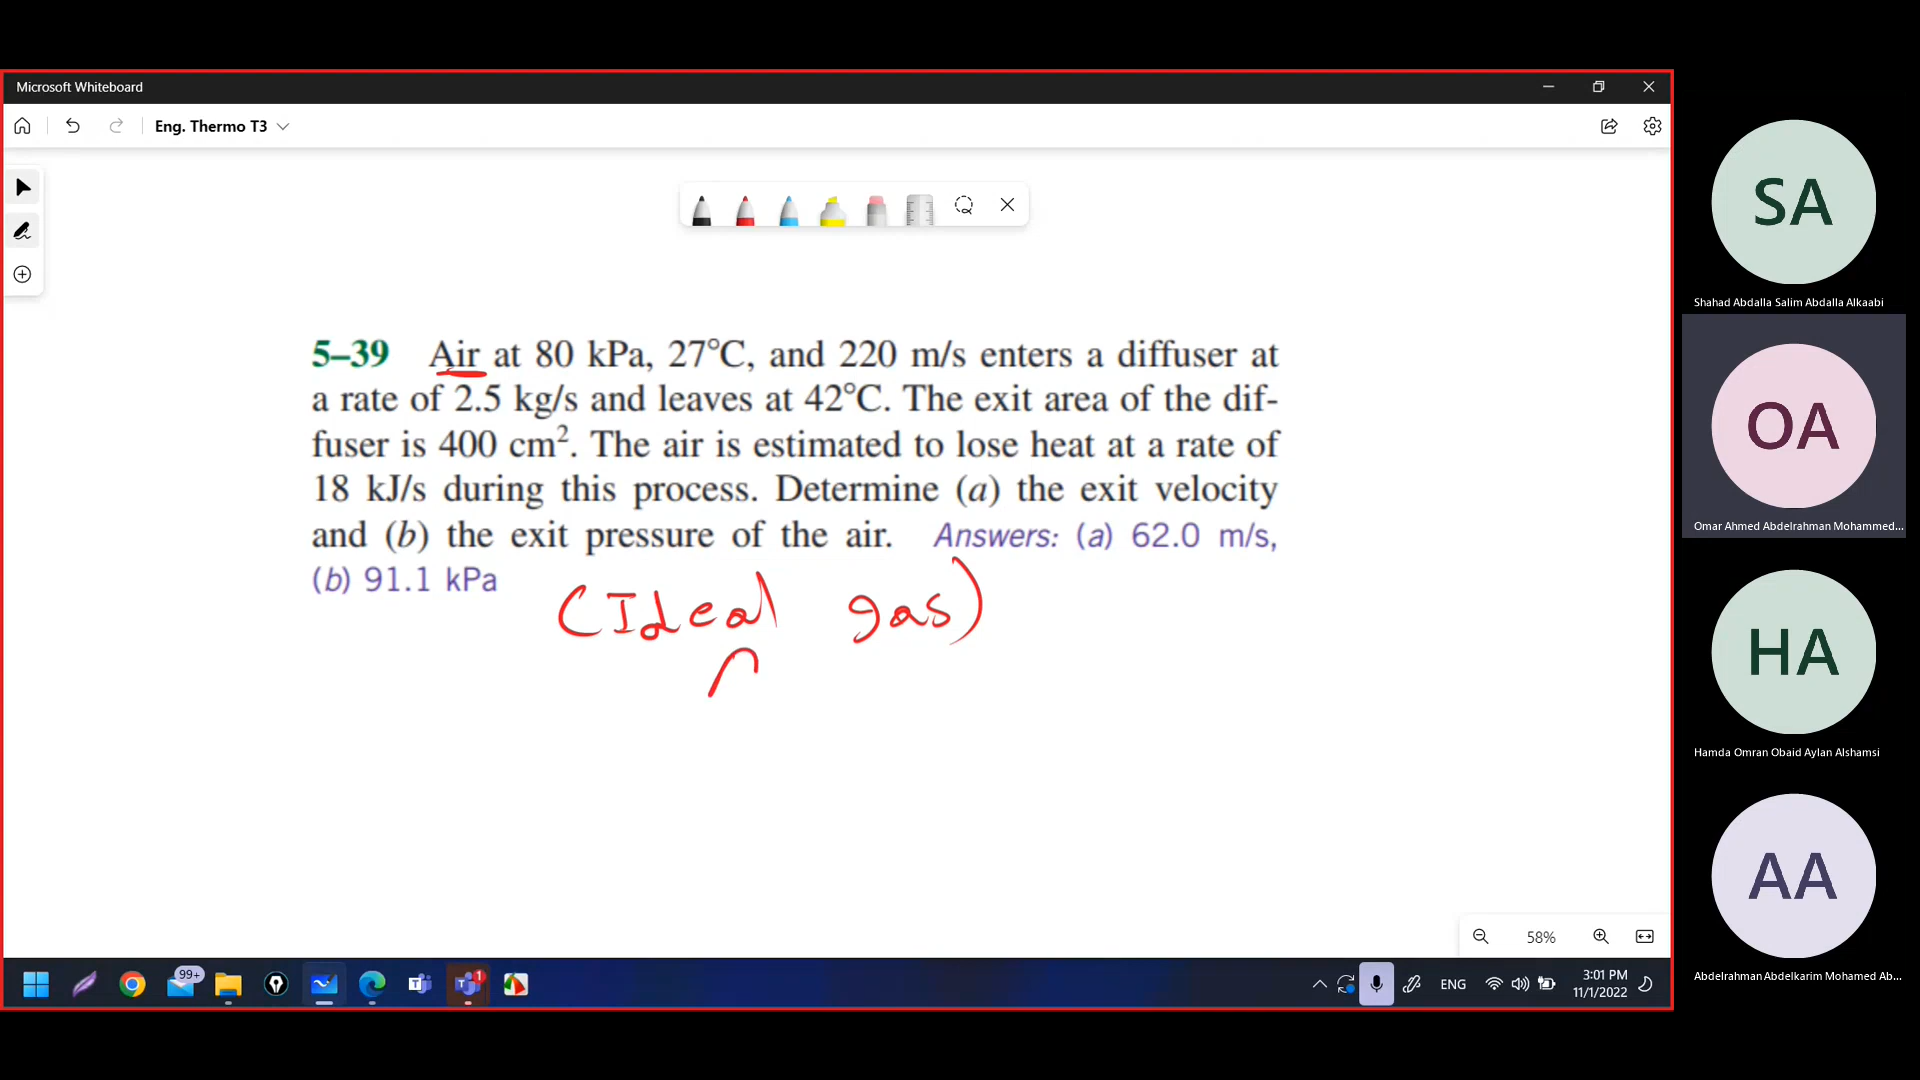 Microsoft Whiteboard
Eng. Thermo T3
5–39 Air at 80 kPa, 27°C, and 220 m/s enters a diffuser at
a rate of 2.5 kg/s and leaves at 42°C. The exit area of the dif-
fuser is 400 cm². The air is estimated to lose heat at a rate of
18 kJ/s during this process. Determine (a) the exit velocity
and (b) the exit pressure of the air. Answers: (a) 62.0 m/s,
(b) 91.1 kPa
(Ideal gas)
58%
99+
1
ENG
3:01 PM
11/1/2022
SA
Shahad Abdalla Salim Abdalla Alkaabi
OA
Omar Ahmed Abdelrahman Mohammed...
HA
Hamda Omran Obaid Aylan Alshamsi
AA
Abdelrahman Abdelkarim Mohamed Ab...